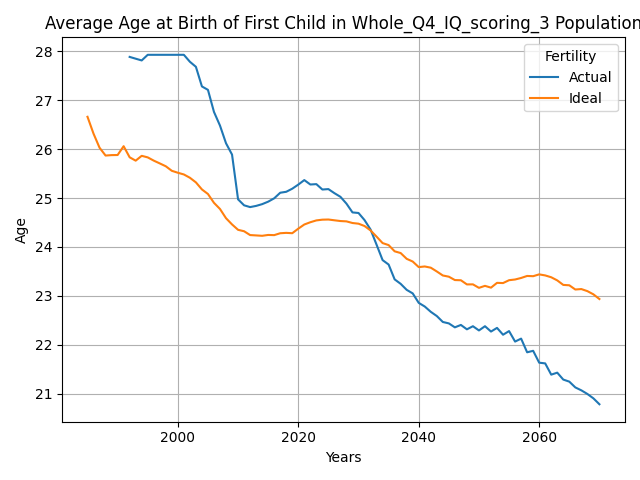 Average Age at Birth of First Child in Whole_Q4_IQ_scoring_3 Population
Fertility
Actual
Ideal
28
27
26
25
24
23
22
21
Age
2000
2020
2040
2060
Years